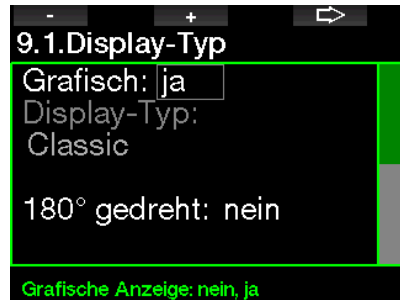 - +
9.1.Display-Typ
Grafisch: ja
Display-Typ:
Classic
180° gedreht: nein
Grafische Anzeige: nein, ja